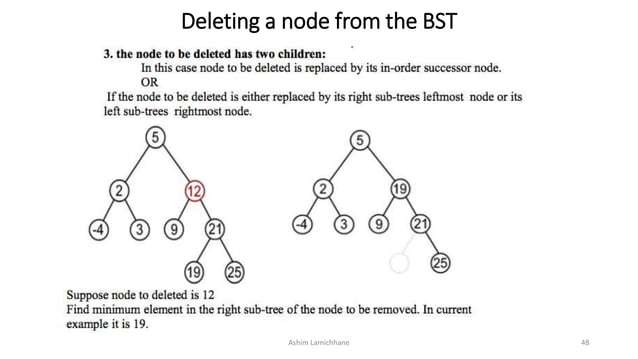 Deleting a node from the BST
3. the node to be deleted has two children:
In this case node to be deleted is replaced by its in-order successor node.
OR
If the node to be deleted is either replaced by its right sub-trees leftmost node or its
left sub-trees rightmost node.
5 5
2 12 2 19
-4 3 9 21 -4 3 9 21
19 25 25
Suppose node to deleted is 12
Find minimum element in the right sub-tree of the node to be removed. In current
example it is 19.
Ashim Lamichhane 48